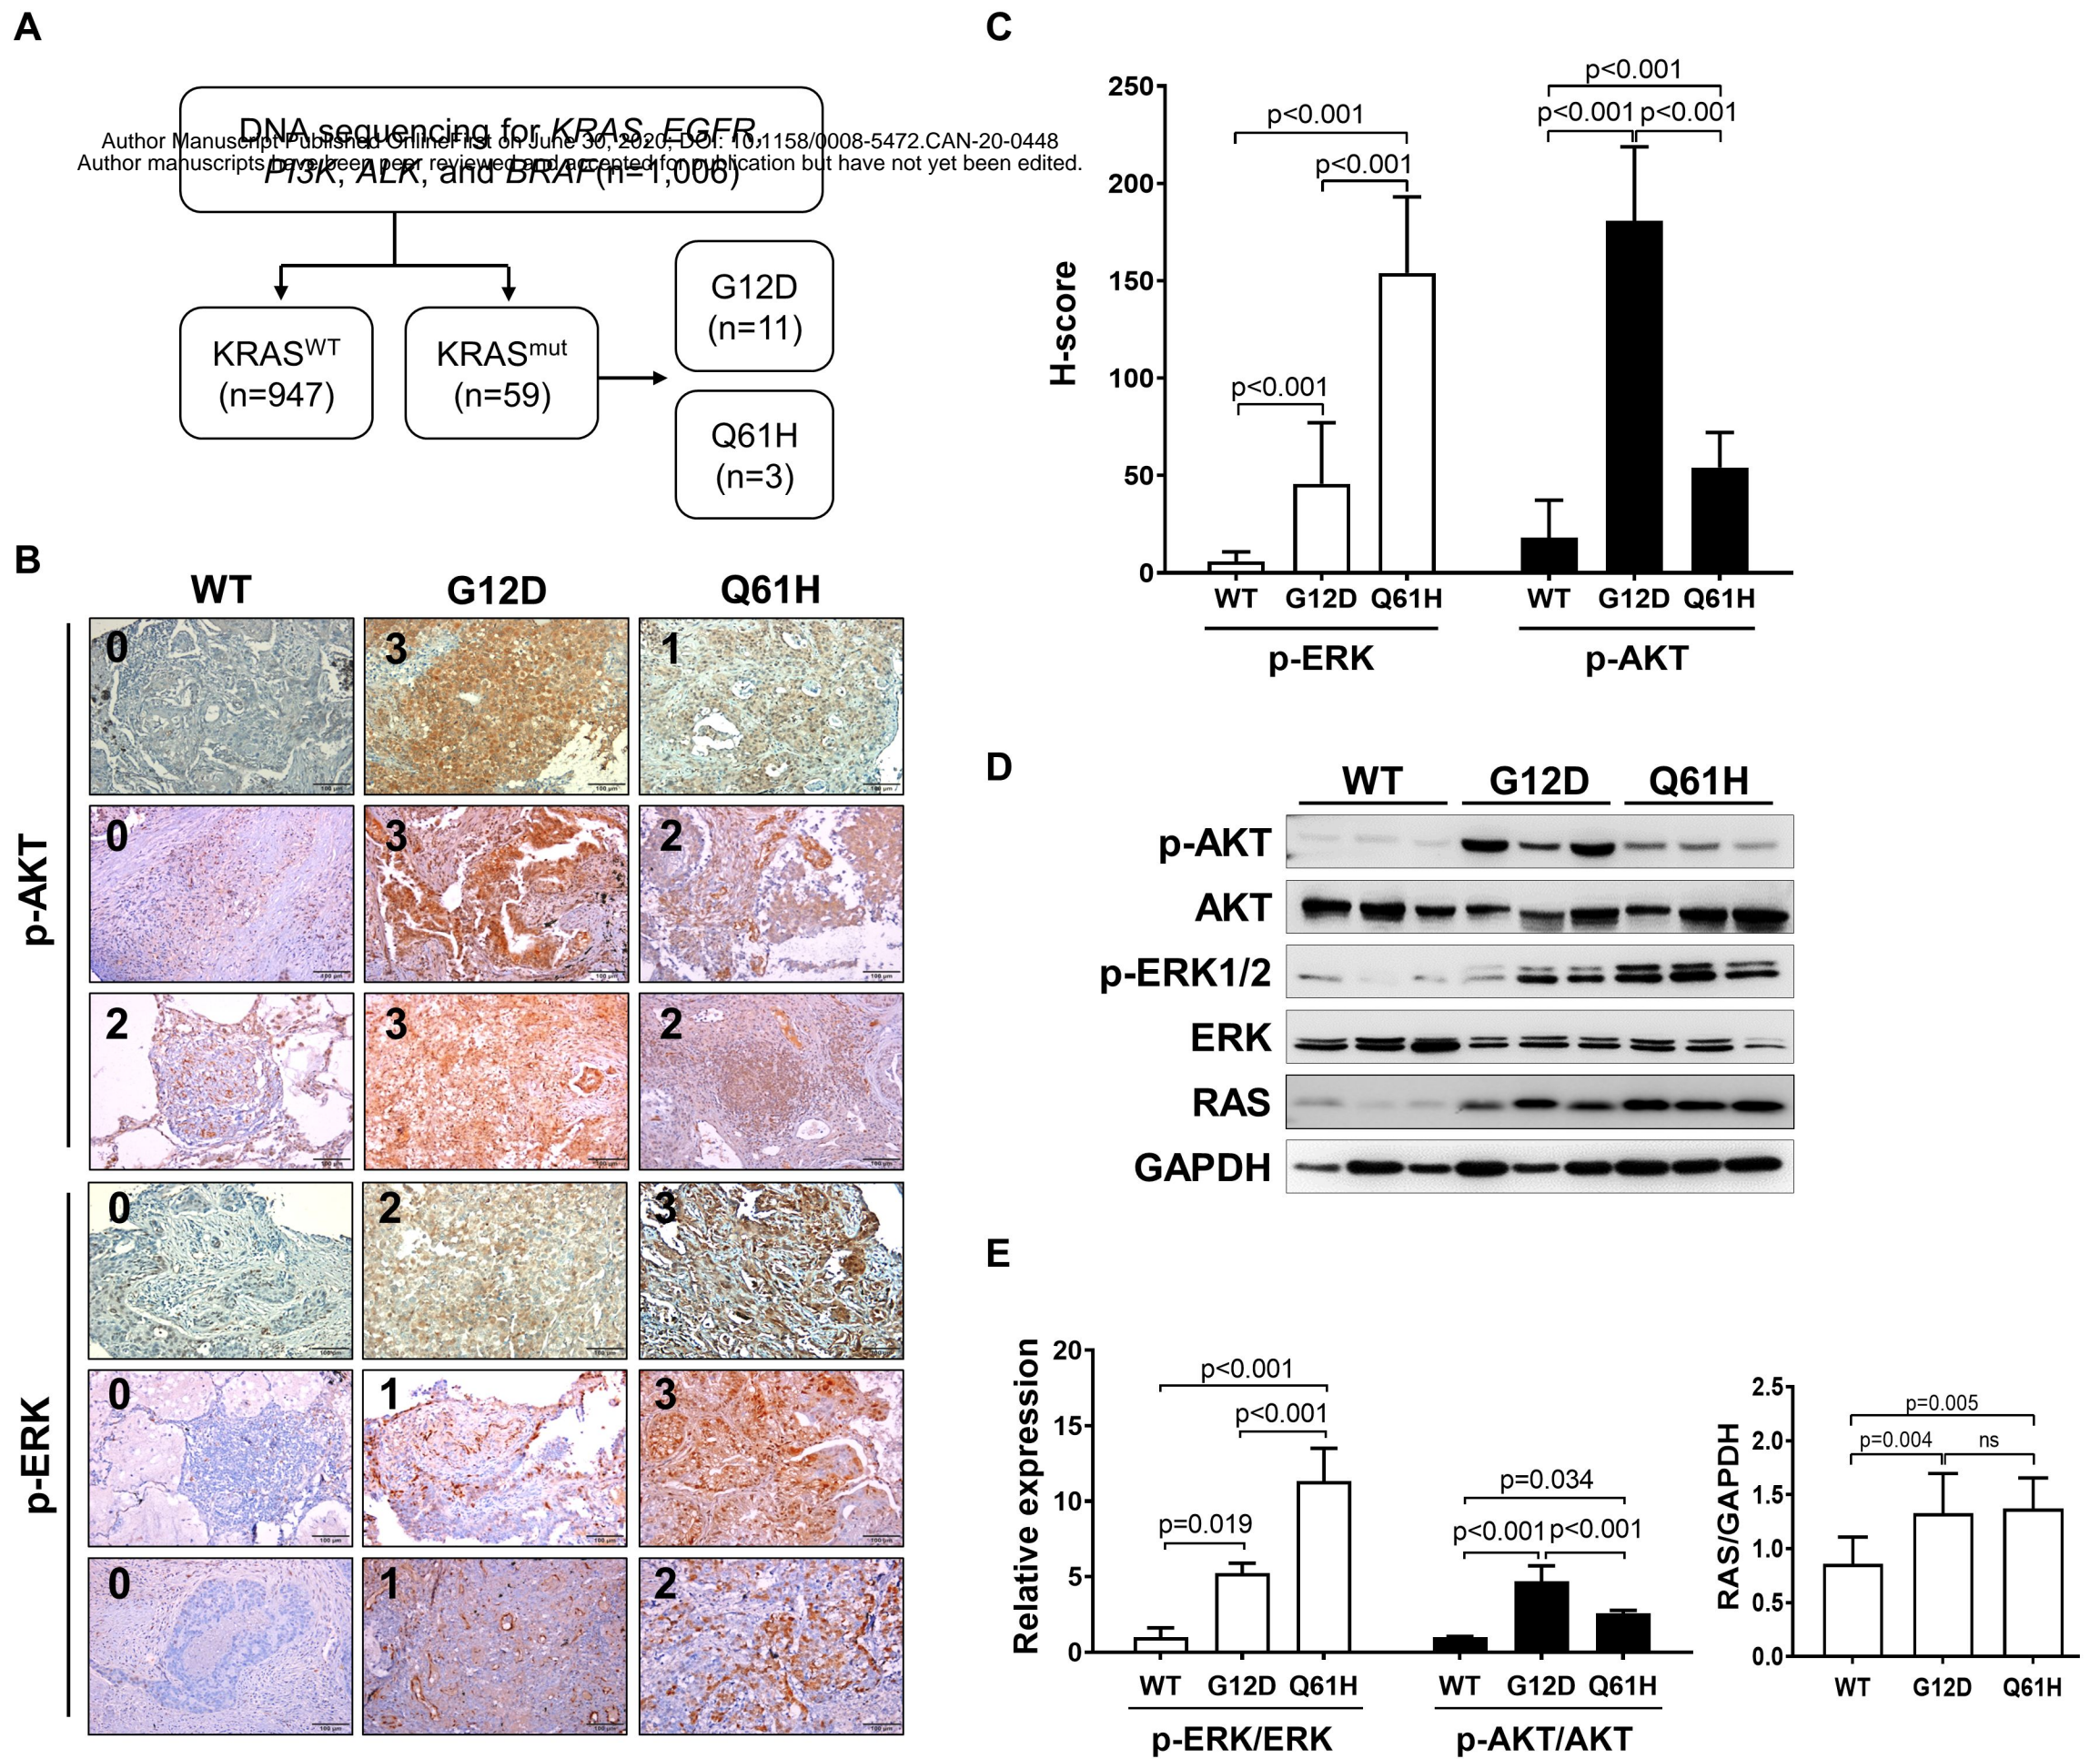 A
DNA sequencing for KRAS, EGFR,
PI3K, ALK, and BRAF(n=1,006)
Author Manuscript Published OnlineFirst on June 30, 2020; DOI: 10.1158/0008-5472.CAN-20-0448
Author manuscripts have been peer reviewed and accepted for publication but have not yet been edited.
KRASWT
(n=947)
KRASmut
(n=59)
G12D
(n=11)
Q61H
(n=3)
B
WT G12D Q61H
p-AKT
0 3 1
0 3 2
2 3 2
p-ERK
0 2 3
0 1 3
0 1 2
100 µm
C
H-score
250
200
150
100
50
0
p<0.001
p<0.001
p<0.001
p<0.001
p<0.001 p<0.001
WT G12D Q61H WT G12D Q61H
p-ERK p-AKT
D
WT G12D Q61H
p-AKT
AKT
p-ERK1/2
ERK
RAS
GAPDH
E
Relative expression
20
15
10
5
0
p<0.001
p<0.001
p=0.019
p=0.034
p<0.001 p<0.001
WT G12D Q61H WT G12D Q61H
p-ERK/ERK p-AKT/AKT
RAS/GAPDH
2.5
2.0
1.5
1.0
0.5
0.0
p=0.005
p=0.004 ns
WT G12D Q61H